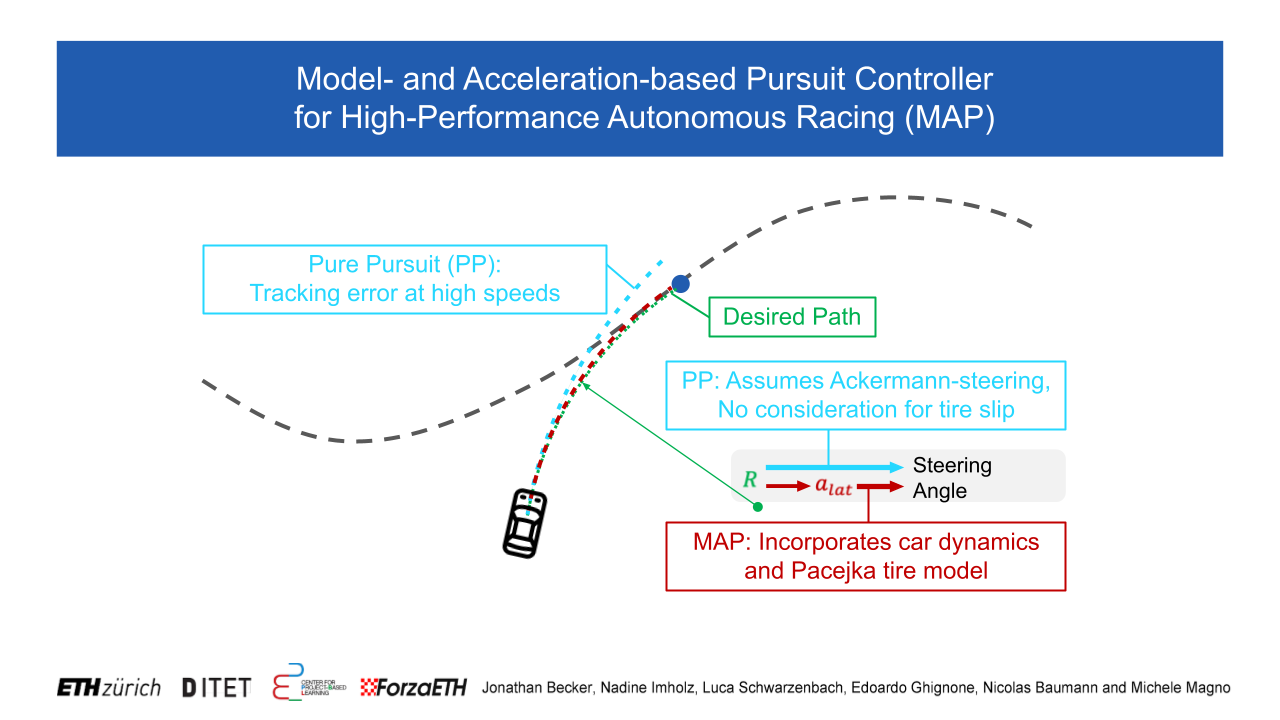 Model- and Acceleration-based Pursuit Controller
for High-Performance Autonomous Racing (MAP)
Pure Pursuit (PP):
Tracking error at high speeds
Desired Path
PP: Assumes Ackermann-steering,
No consideration for tire slip
R
a_lat
Steering
Angle
MAP: Incorporates car dynamics
and Pacejka tire model
ETH zürich
DITET
CENTER FOR
PROJECT-BASED
LEARNING
ForzaETH
Jonathan Becker, Nadine Imholz, Luca Schwarzenbach, Edoardo Ghignone, Nicolas Baumann and Michele Magno